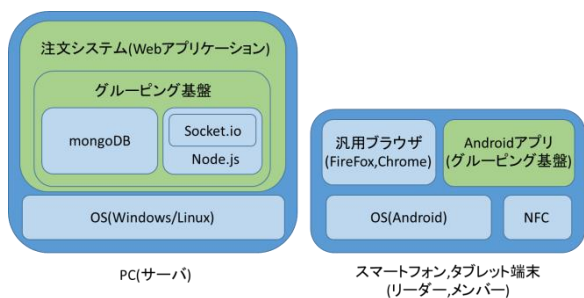 注文システム(Webアプリケーション)
グルーピング基盤
mongoDB
Socket.io
Node.js
OS(Windows/Linux)
PC(サーバ)
汎用ブラウザ
(FireFox,Chrome)
Androidアプリ
(グルーピング基盤)
OS(Android)
NFC
スマートフォン,タブレット端末
(リーダー,メンバー)